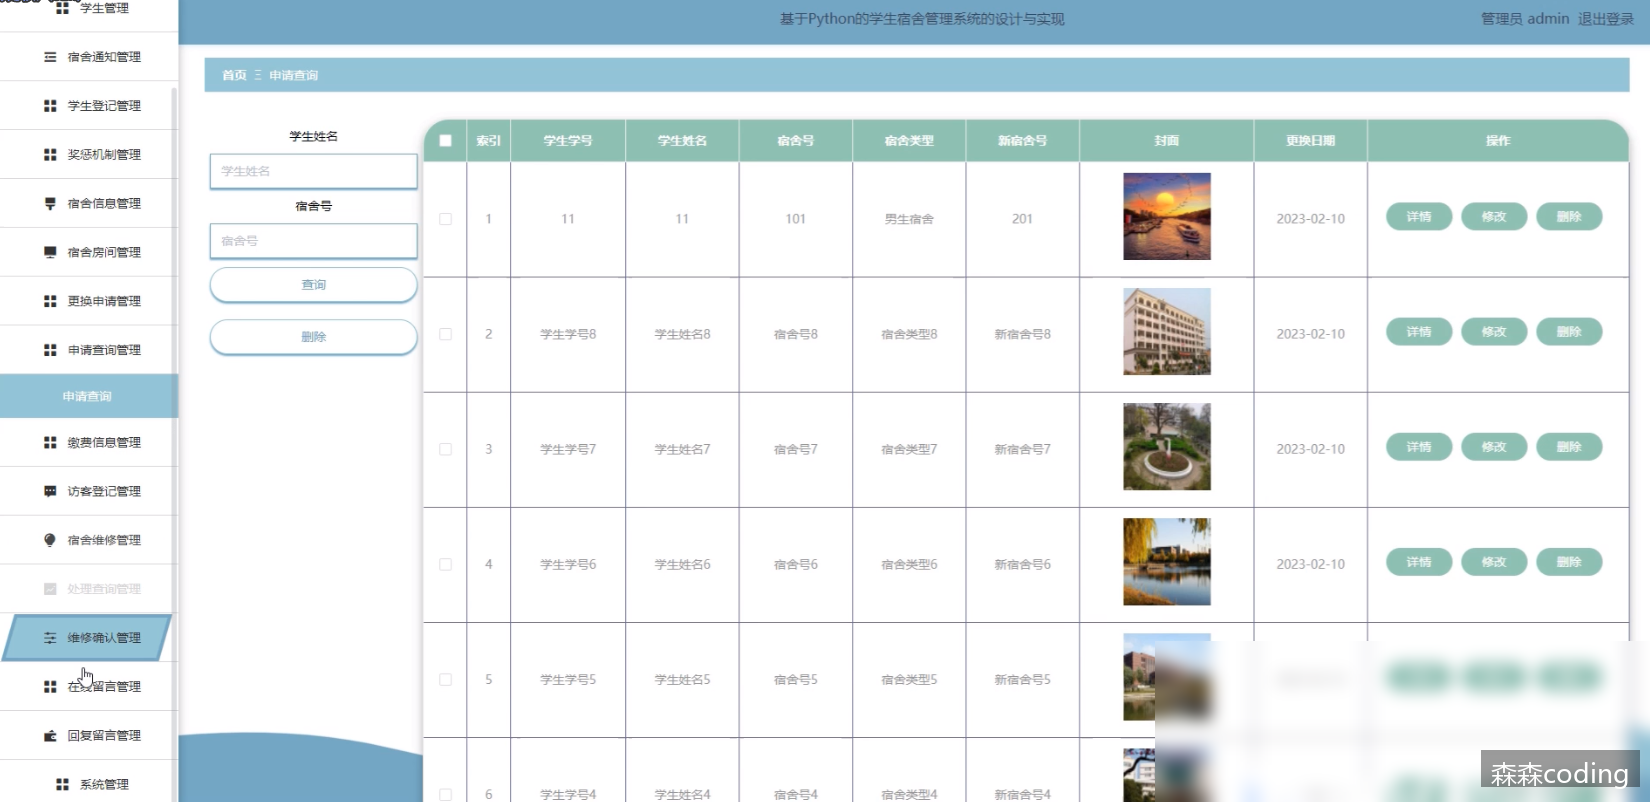 基于Python的学生宿舍管理系统的设计与实现
管理员 admin 退出登录
学生管理
宿舍通知管理
学生登记管理
奖惩机制管理
宿舍信息管理
宿舍房间管理
更换申请管理
申请查询管理
申请查询
缴费信息管理
访客登记管理
宿舍维修管理
处理查询管理
维修确认管理
在线留言管理
回复留言管理
系统管理
首页 Ξ 申请查询
学生姓名
学生姓名
宿舍号
宿舍号
查询
删除
索引 学生学号 学生姓名 宿舍号 宿舍类型 新宿舍号 封面 更换日期 操作
1 11 11 101 男生宿舍 201 2023-02-10 详情 修改 删除
2 学生学号8 学生姓名8 宿舍号8 宿舍类型8 新宿舍号8 2023-02-10 详情 修改 删除
3 学生学号7 学生姓名7 宿舍号7 宿舍类型7 新宿舍号7 2023-02-10 详情 修改 删除
4 学生学号6 学生姓名6 宿舍号6 宿舍类型6 新宿舍号6 2023-02-10 详情 修改 删除
5 学生学号5 学生姓名5 宿舍号5 宿舍类型5 新宿舍号5
6 学生学号4 学生姓名4 宿舍号4 宿舍类型4 新宿舍号4
森森coding